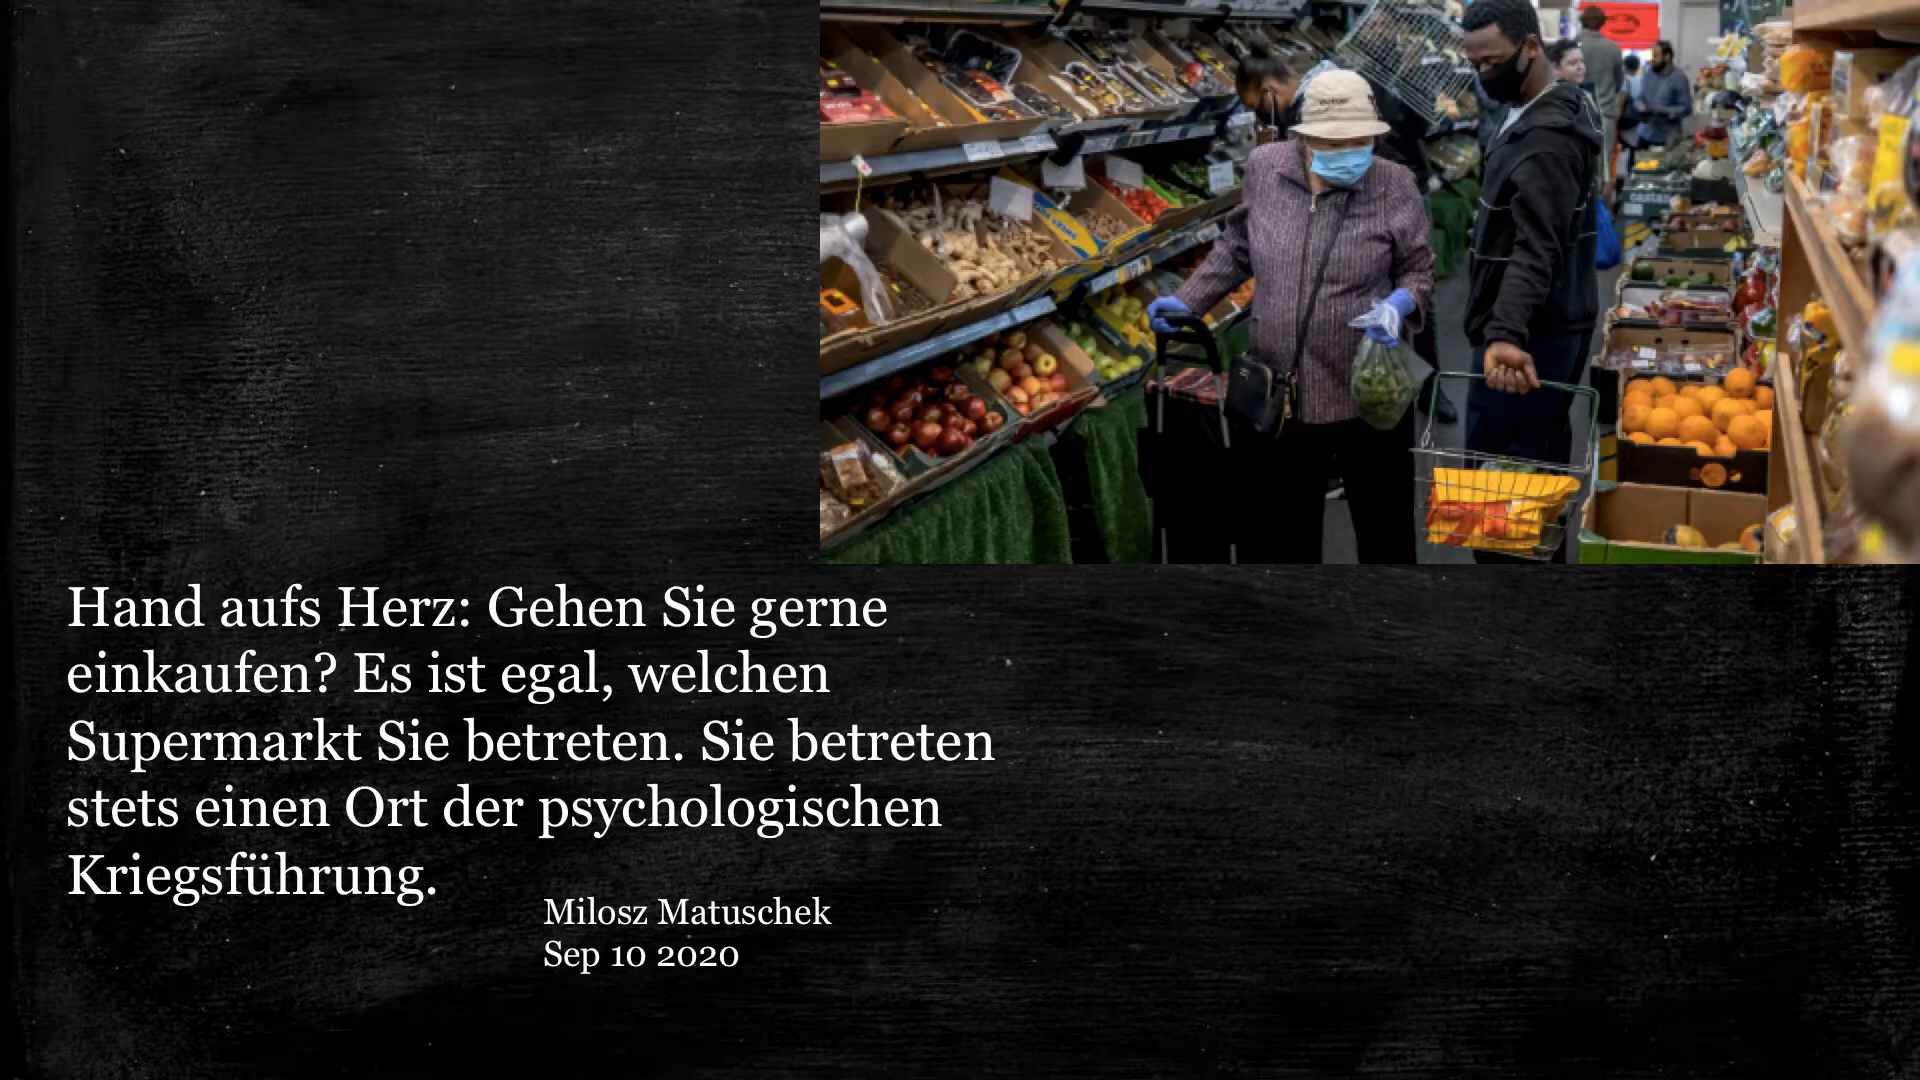 Hand aufs Herz: Gehen Sie gerne
einkaufen? Es ist egal, welchen
Supermarkt Sie betreten. Sie betreten
stets einen Ort der psychologischen
Kriegsführung.
Milosz Matuschek
Sep 10 2020